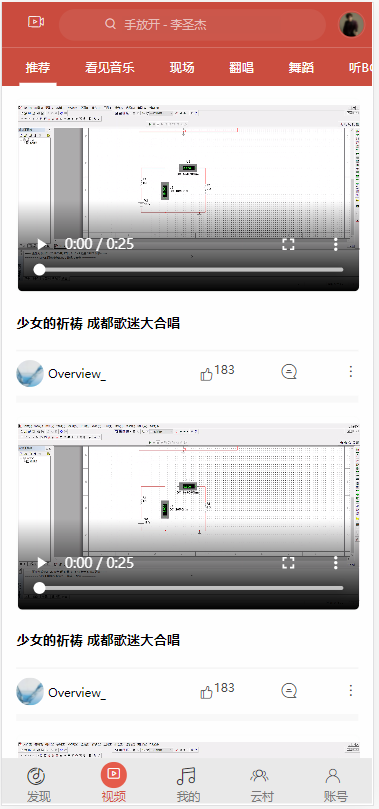 手放开 - 李圣杰
推荐 看见音乐 现场 翻唱 舞蹈 听BG
0:00 / 0:25
少女的祈祷 成都歌迷大合唱
Overview_ 183
0:00 / 0:25
少女的祈祷 成都歌迷大合唱
Overview_ 183
发现 视频 我的 云村 账号